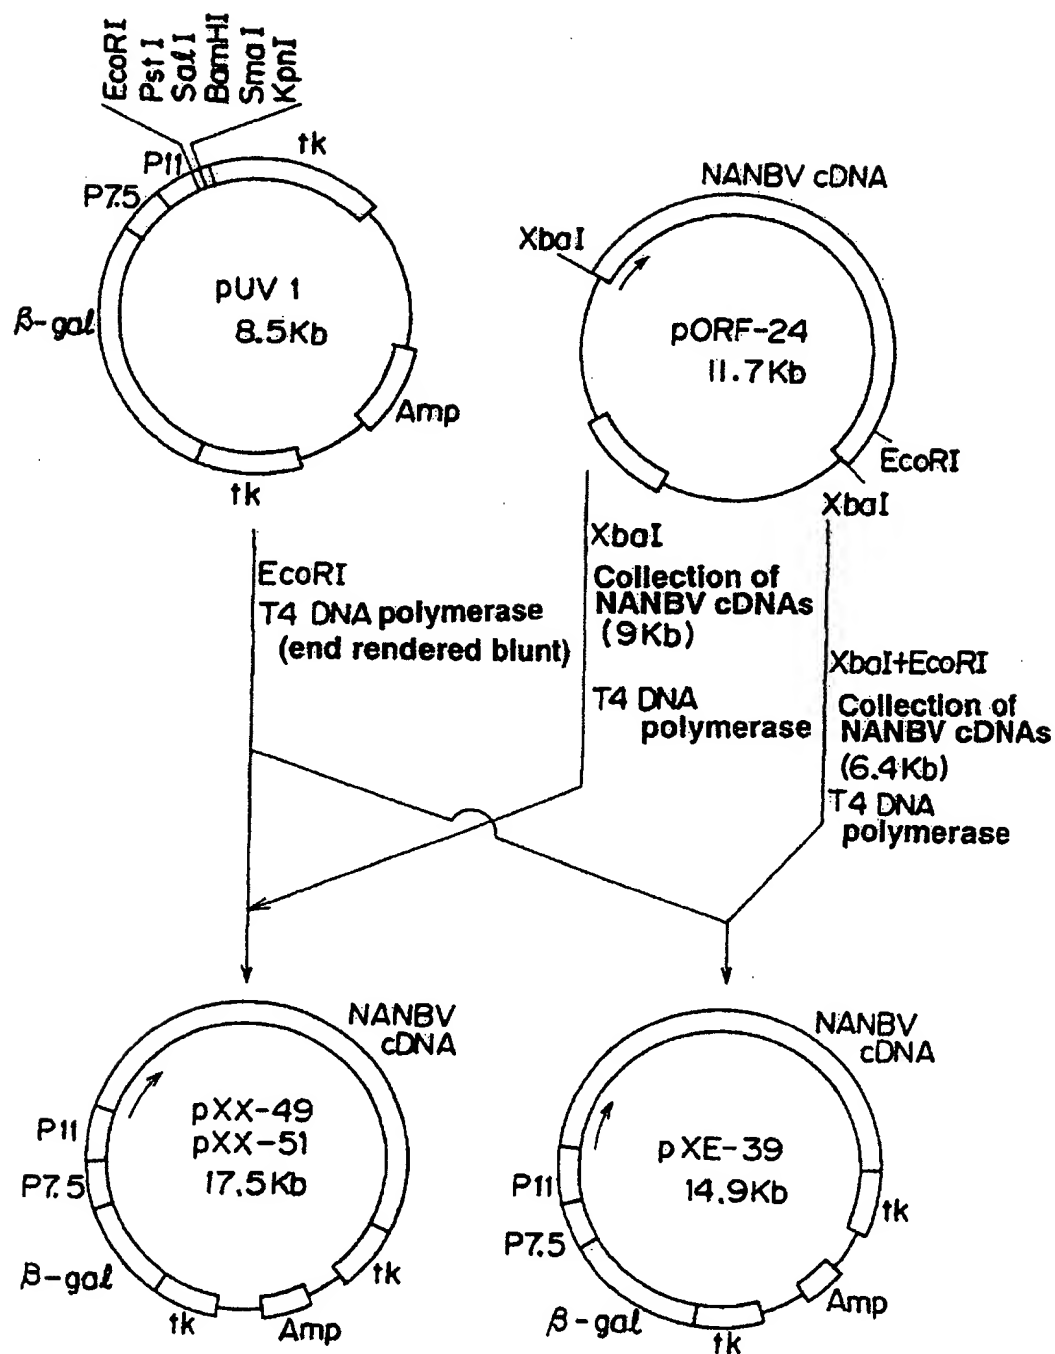 EcoRI
PstI
SalI
BamHI
SmaI
KpnI
P11
tk
P7.5
β-gal
pUV 1
8.5Kb
Amp
tk
NANBV cDNA
XbaI
pORF-24
11.7Kb
EcoRI
XbaI
EcoRI
T4 DNA polymerase
(end rendered blunt)
XbaI
Collection of
NANBV cDNAs
(9Kb)
T4 DNA
polymerase
XbaI+EcoRI
Collection of
NANBV cDNAs
(6.4Kb)
T4 DNA
polymerase
NANBV
cDNA
pXX-49
pXX-51
17.5Kb
P11
P7.5
β-gal
tk
Amp
tk
NANBV
cDNA
pXE-39
14.9Kb
P11
P7.5
β-gal
tk
Amp
tk